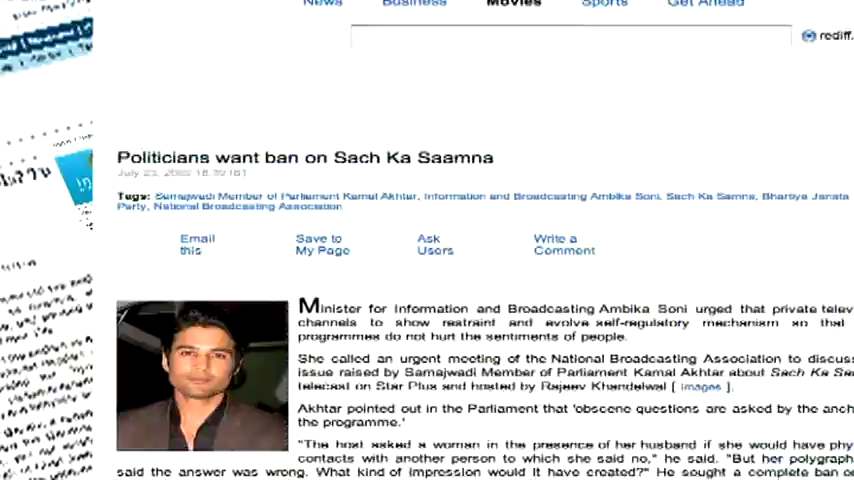 News Business Movies Sports Get Ahead
rediff.
Politicians want ban on Sach Ka Saamna
July 23, 2009 18:30 IST
Tags: Samajwadi Member of Parliament Kamal Akhtar, Information and Broadcasting Ambika Soni, Sach Ka Samna, Bhartiya Janata
Party, National Broadcasting Association
Email this
Save to My Page
Ask Users
Write a Comment
Minister for Information and Broadcasting Ambika Soni urged that private telev
channels to show restraint and evolve self-regulatory mechanism so that
programmes do not hurt the sentiments of people.
She called an urgent meeting of the National Broadcasting Association to discus
issue raised by Samajwadi Member of Parliament Kamal Akhtar about Sach Ka Sa
telecast on Star Plus and hosted by Rajeev Khandelwal [ Images ].
Akhtar pointed out in the Parliament that 'obscene questions are asked by the anch
the programme.'
"The host asked a woman in the presence of her husband if she would have phy
contacts with another person to which she said no," he said. "But her polygraph
said the answer was wrong. What kind of impression would it have created?" He sought a complete ban on